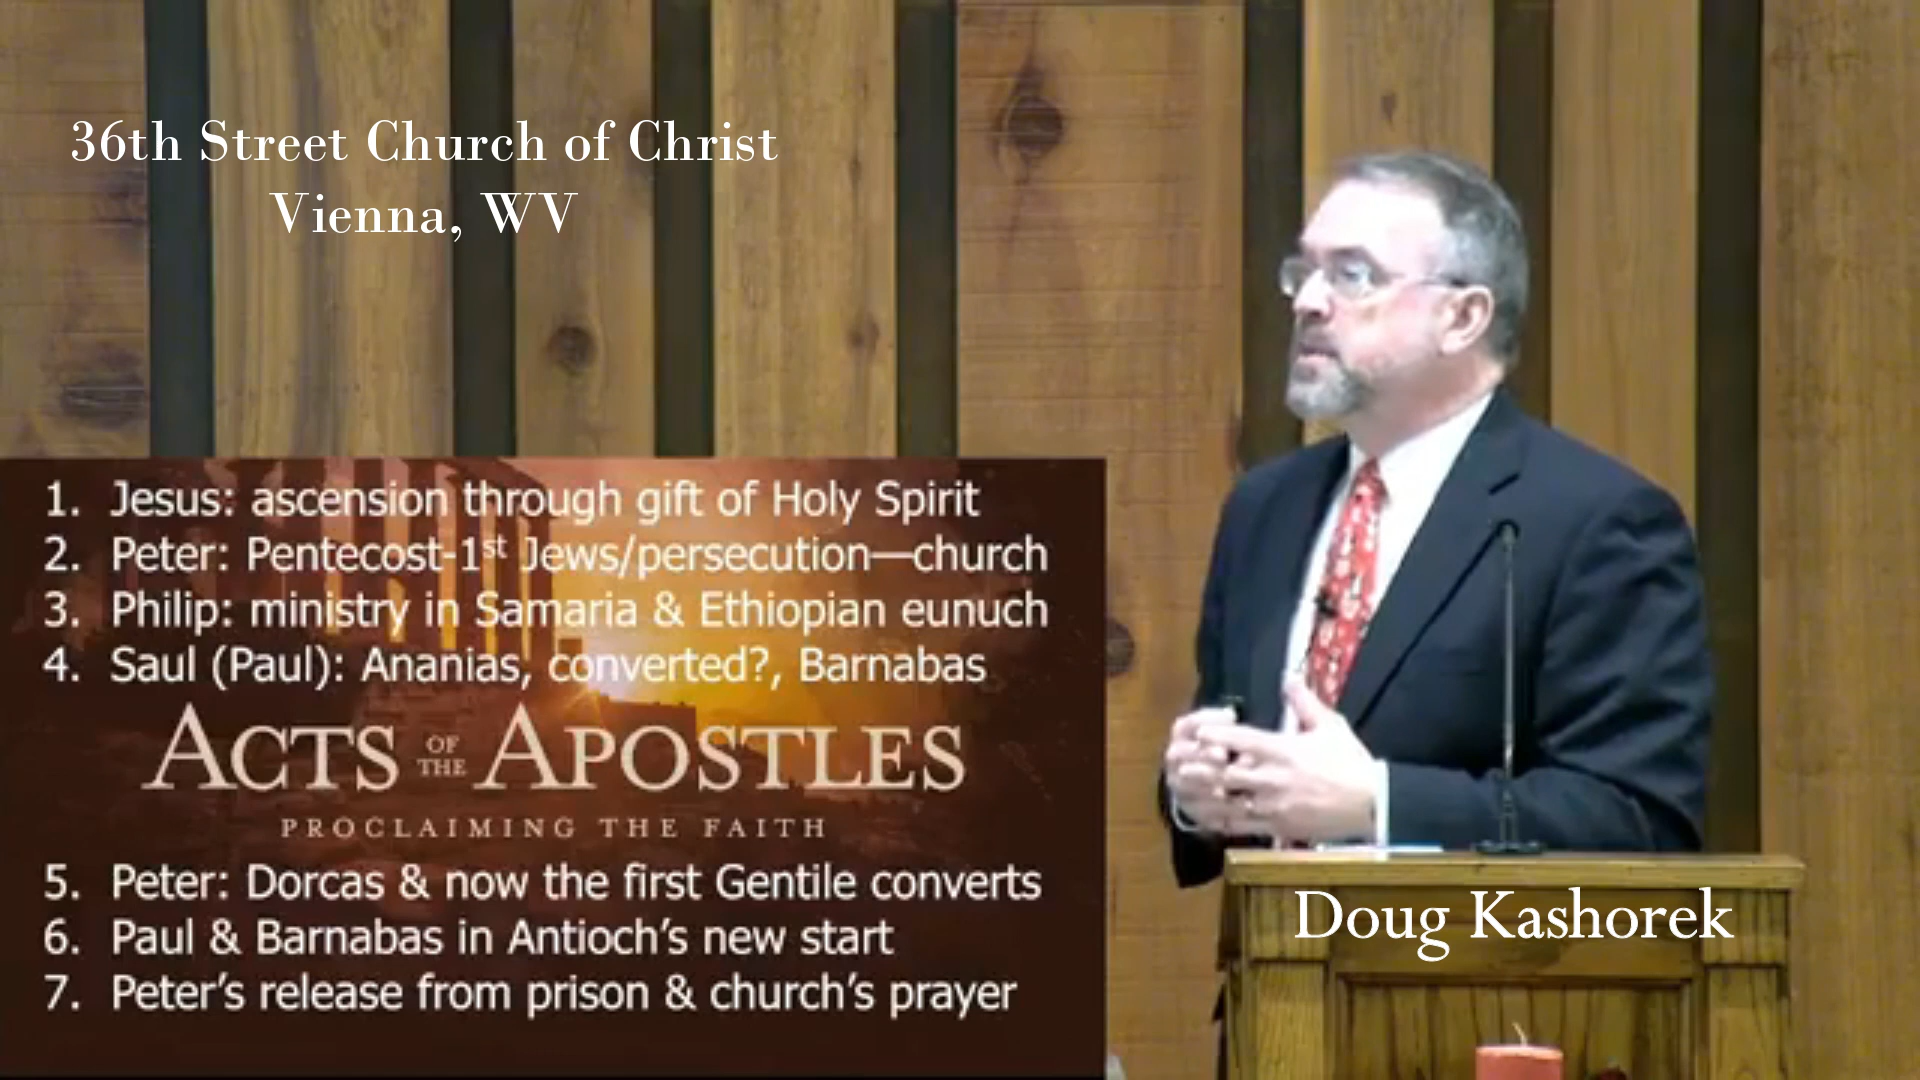 36th Street Church of Christ
Vienna, WV
1. Jesus: ascension through gift of Holy Spirit
2. Peter: Pentecost-1st Jews/persecution—church
3. Philip: ministry in Samaria & Ethiopian eunuch
4. Saul (Paul): Ananias, converted?, Barnabas
ACTS OF THE APOSTLES
PROCLAIMING THE FAITH
5. Peter: Dorcas & now the first Gentile converts
6. Paul & Barnabas in Antioch’s new start
7. Peter’s release from prison & church’s prayer
Doug Kashorek